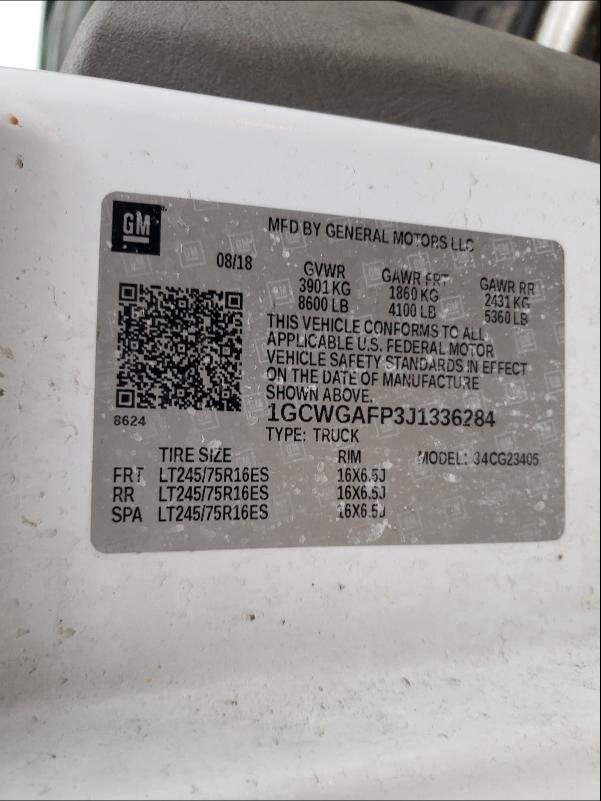 GM
MFD BY GENERAL MOTORS LLC
08/18
GVWR GAWR FRT GAWR RR
3901 KG 1860 KG 2431 KG
8600 LB 4100 LB 5360 LB
THIS VEHICLE CONFORMS TO ALL
APPLICABLE U.S. FEDERAL MOTOR
VEHICLE SAFETY STANDARDS IN EFFECT
ON THE DATE OF MANUFACTURE
SHOWN ABOVE.
8624
1GCWGAFP3J1336284
TYPE: TRUCK
TIRE SIZE RIM MODEL: 34CG23405
FRT LT245/75R16ES 16X6.5J
RR LT245/75R16ES 16X6.5J
SPA LT245/75R16ES 16X6.5J